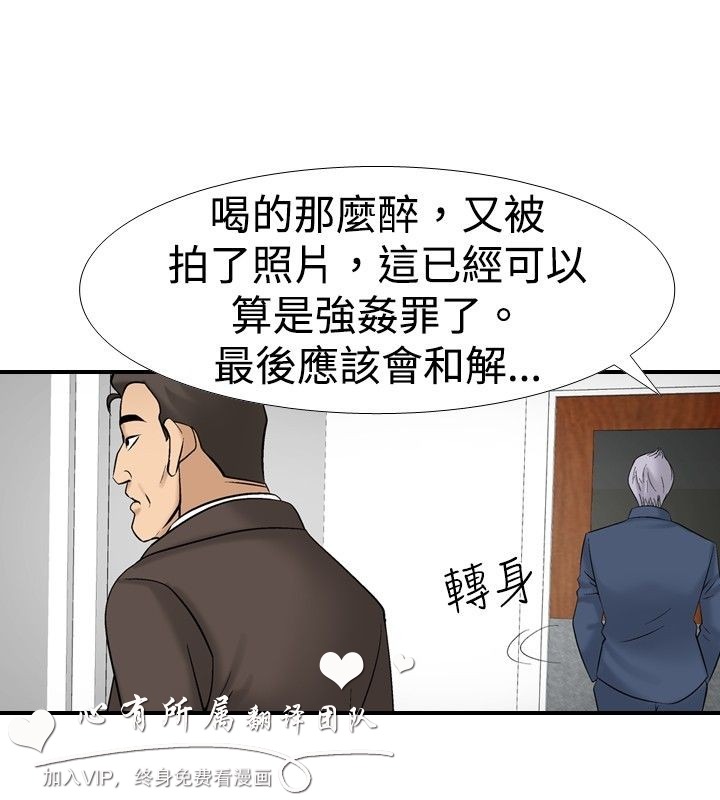 喝的那麼醉，又被
拍了照片，這已經可以
算是強姦罪了。
最後應該會和解...
轉身
心有所属翻译团队
加入VIP，终身免费看漫画